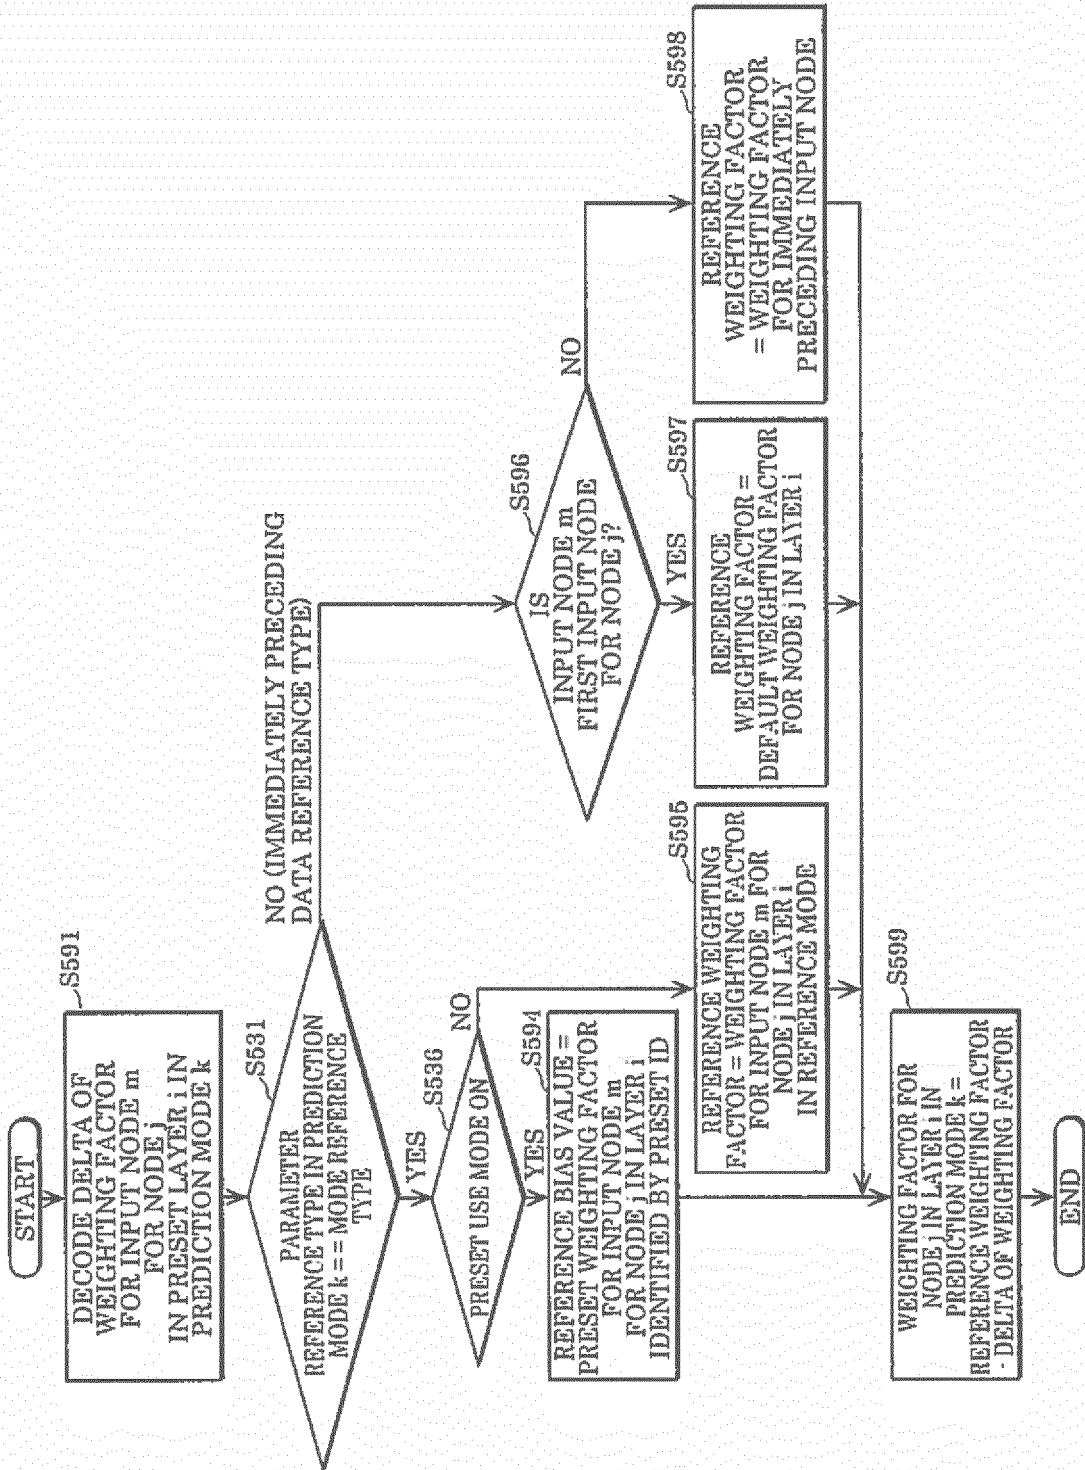 START
S591
DECODE DELTA OF
WEIGHTING FACTOR
FOR INPUT NODE m
FOR NODE j
IN PRESET LAYER i IN
PREDICTION MODE k
S531
PARAMETER
REFERENCE TYPE IN PREDICTION
MODE k == MODE REFERENCE
TYPE
NO (IMMEDIATELY PRECEDING
DATA REFERENCE TYPE)
YES
S536
PRESET USE MODE ON
NO
YES
S594
REFERENCE BIAS VALUE =
PRESET WEIGHTING FACTOR
FOR INPUT NODE m
FOR NODE j IN LAYER i
IDENTIFIED BY PRESET ID
S595
REFERENCE WEIGHTING
FACTOR = WEIGHTING FACTOR
FOR INPUT NODE m FOR
NODE j IN LAYER i
IN REFERENCE MODE
S596
IS
INPUT NODE m
FIRST INPUT NODE
FOR NODE j?
NO
YES
S597
REFERENCE
WEIGHTING FACTOR =
DEFAULT WEIGHTING FACTOR
FOR NODE j IN LAYER i
S598
REFERENCE
WEIGHTING FACTOR
= WEIGHTING FACTOR
FOR IMMEDIATELY
PRECEDING INPUT NODE
S599
WEIGHTING FACTOR FOR
NODE j IN LAYER i IN
PREDICTION MODE k =
REFERENCE WEIGHTING FACTOR
- DELTA OF WEIGHTING FACTOR
END